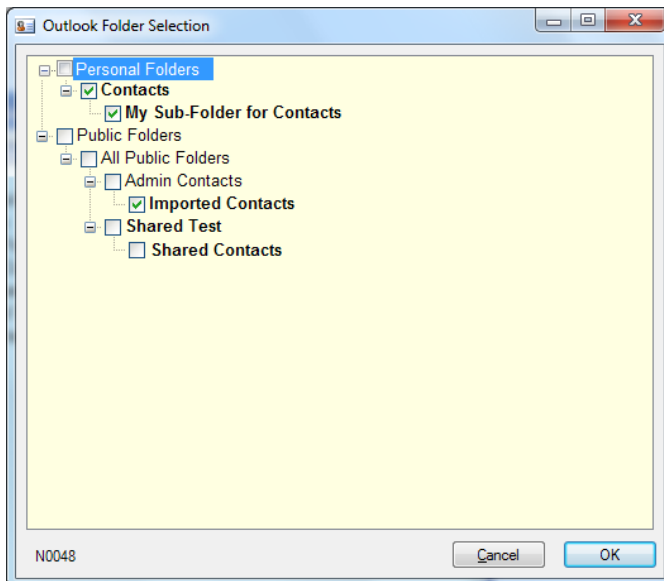 Outlook Folder Selection
Personal Folders
Contacts
My Sub-Folder for Contacts
Public Folders
All Public Folders
Admin Contacts
Imported Contacts
Shared Test
Shared Contacts
N0048 Cancel OK